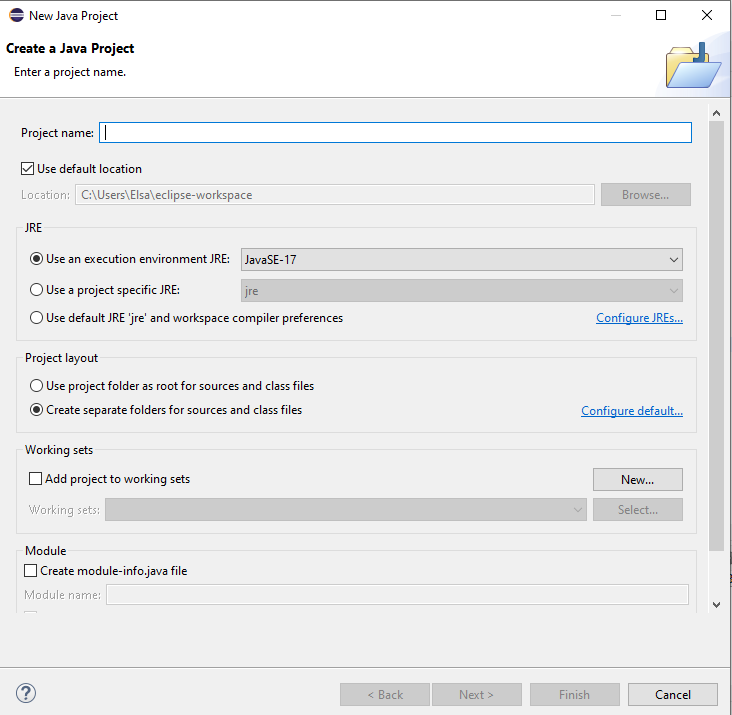 New Java Project
Create a Java Project
Enter a project name.
Project name:
Use default location
Location: C:\Users\Elsa\eclipse-workspace Browse...
JRE
Use an execution environment JRE: JavaSE-17
Use a project specific JRE: jre
Use default JRE 'jre' and workspace compiler preferences Configure JREs...
Project layout
Use project folder as root for sources and class files
Create separate folders for sources and class files Configure default...
Working sets
Add project to working sets New...
Working sets: Select...
Module
Create module-info.java file
Module name:
? < Back Next > Finish Cancel